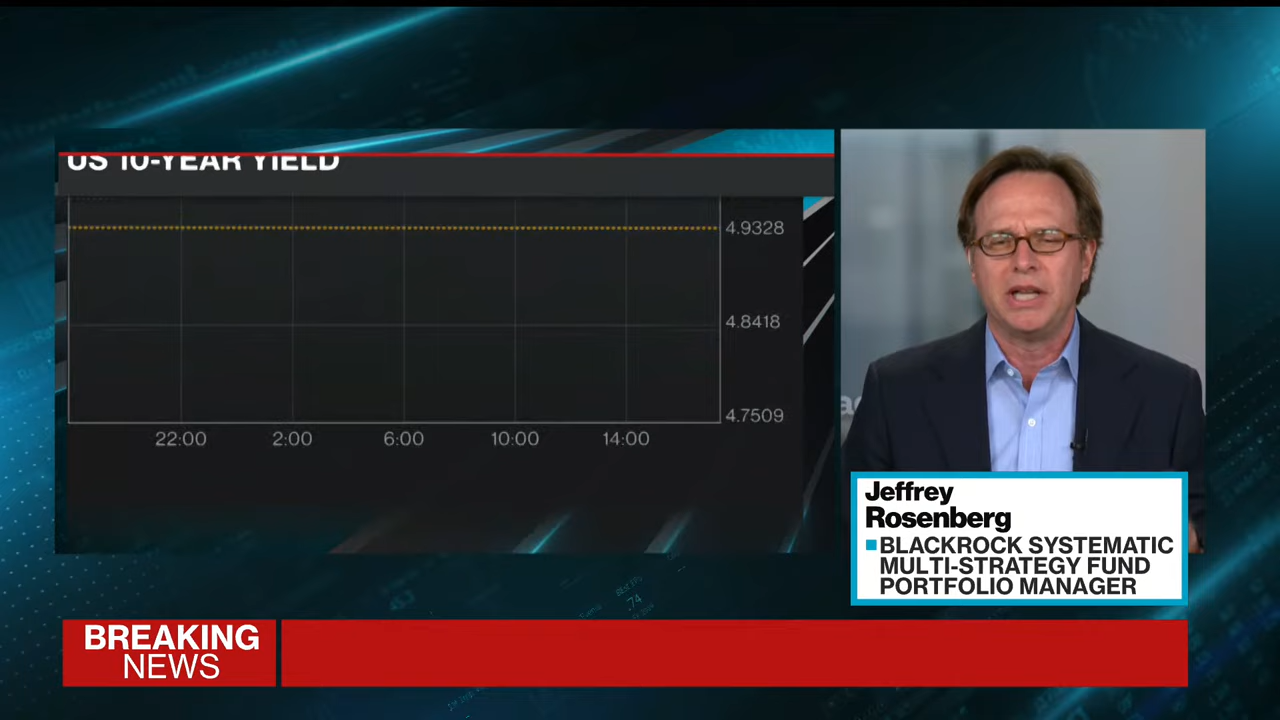 US 10-YEAR YIELD
4.9328
4.8418
4.7509
22:00 2:00 6:00 10:00 14:00
Jeffrey
Rosenberg
BLACKROCK SYSTEMATIC
MULTI-STRATEGY FUND
PORTFOLIO MANAGER
BREAKING
NEWS